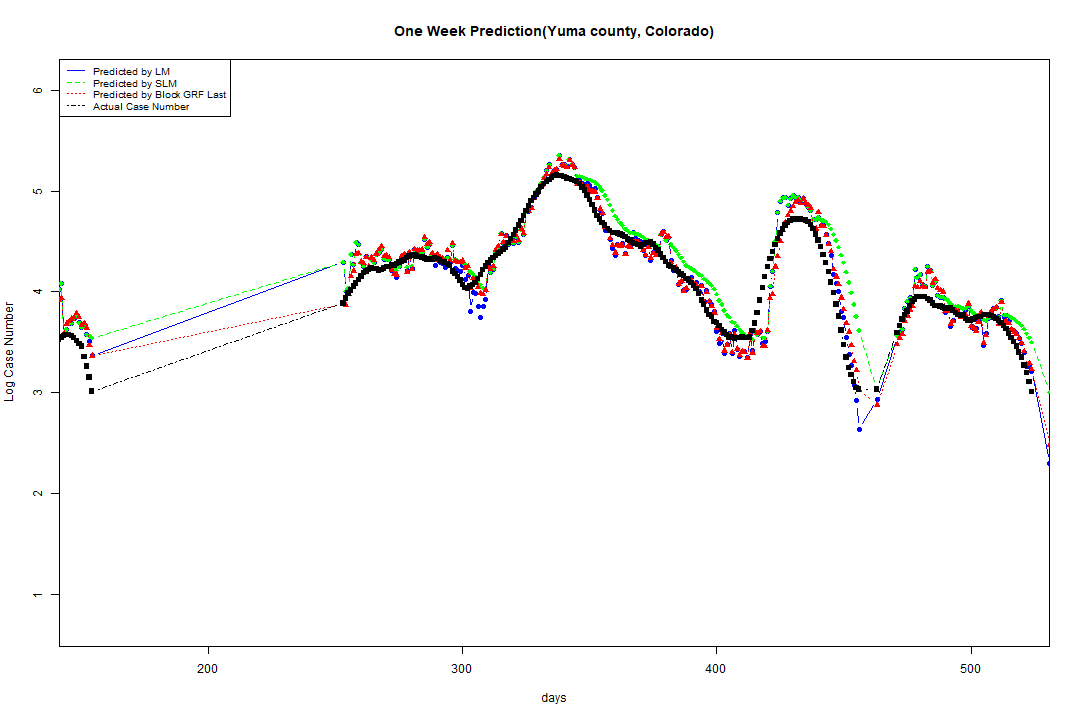 One Week Prediction(Yuma county, Colorado)
Predicted by LM
Predicted by SLM
Predicted by Block GRF Last
Actual Case Number
Log Case Number
6
5
4
3
2
1
200 300 400 500
days